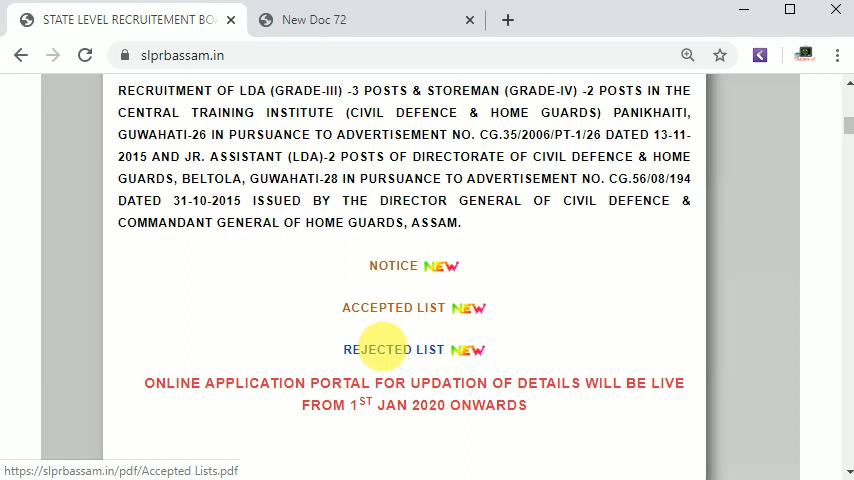 STATE LEVEL RECRUITMENT BOA
New Doc 72
slprbassam.in
RECRUITMENT OF LDA (GRADE-III) -3 POSTS & STOREMAN (GRADE-IV) -2 POSTS IN THE
CENTRAL TRAINING INSTITUTE (CIVIL DEFENCE & HOME GUARDS) PANIKHAITI,
GUWAHATI-26 IN PURSUANCE TO ADVERTISEMENT NO. CG.35/2006/PT-1/26 DATED 13-11-
2015 AND JR. ASSISTANT (LDA)-2 POSTS OF DIRECTORATE OF CIVIL DEFENCE & HOME
GUARDS, BELTOLA, GUWAHATI-28 IN PURSUANCE TO ADVERTISEMENT NO. CG.56/08/194
DATED 31-10-2015 ISSUED BY THE DIRECTOR GENERAL OF CIVIL DEFENCE &
COMMANDANT GENERAL OF HOME GUARDS, ASSAM.
NOTICE NEW
ACCEPTED LIST NEW
REJECTED LIST NEW
ONLINE APPLICATION PORTAL FOR UPDATION OF DETAILS WILL BE LIVE
FROM 1ST JAN 2020 ONWARDS
https://slprbassam.in/pdf/Accepted Lists.pdf